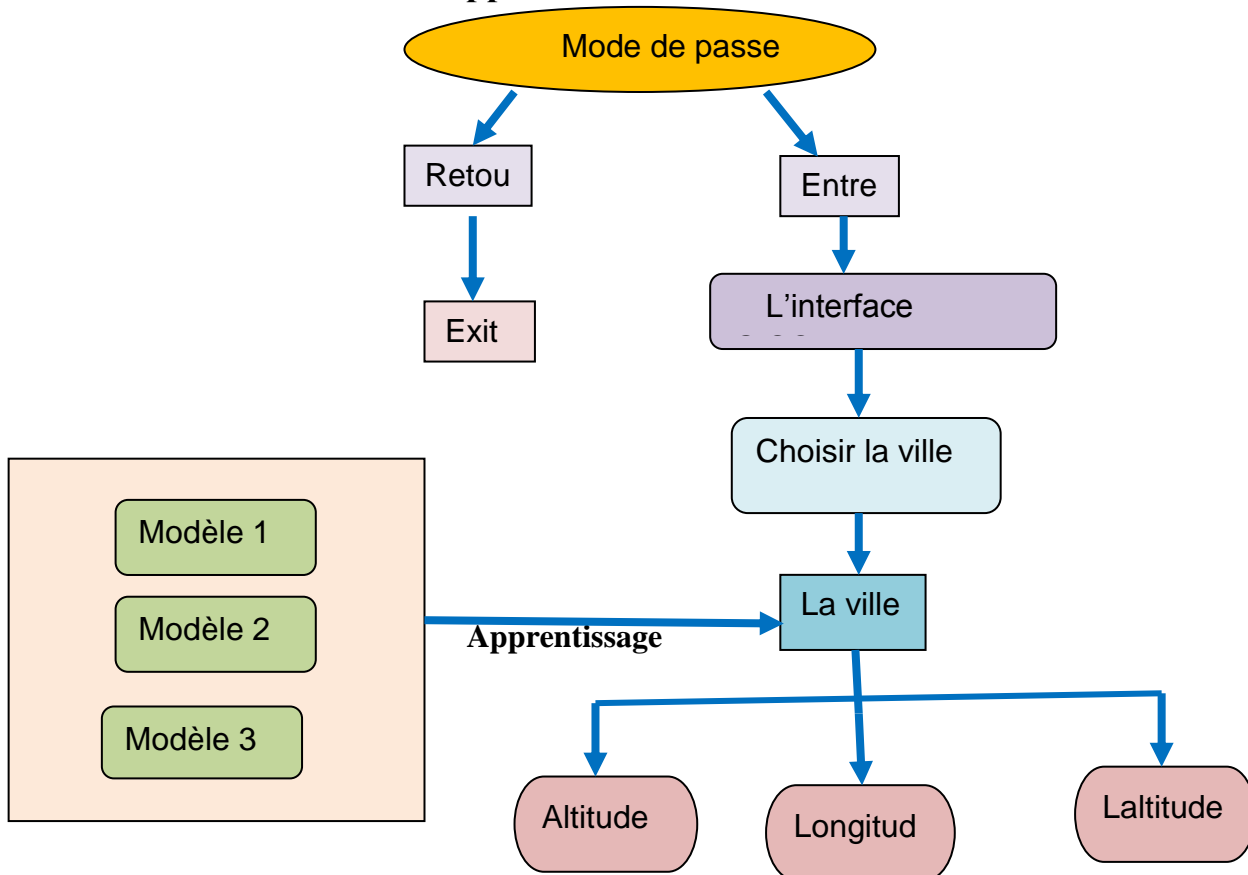 Mode de passe
Retou
Entre
L'interface
Exit
Choisir la ville
Modèle 1
La ville
Modèle 2
Apprentissage
Modèle 3
Altitude
Longitud
Laltitude